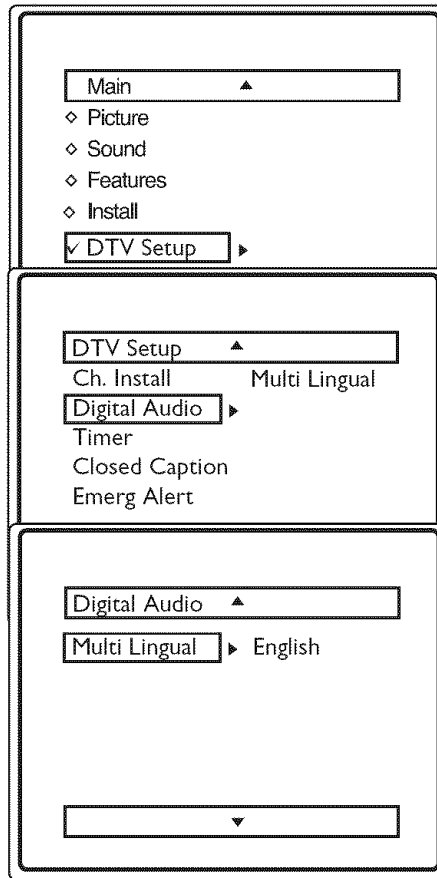 Main ▲
◇ Picture
◇ Sound
◇ Features
◇ Install
✓ DTV Setup ▶
DTV Setup ▲
Ch. Install Multi Lingual
Digital Audio ▶
Timer
Closed Caption
Emerg Alert
Digital Audio ▲
Multi Lingual ▶ English
▼